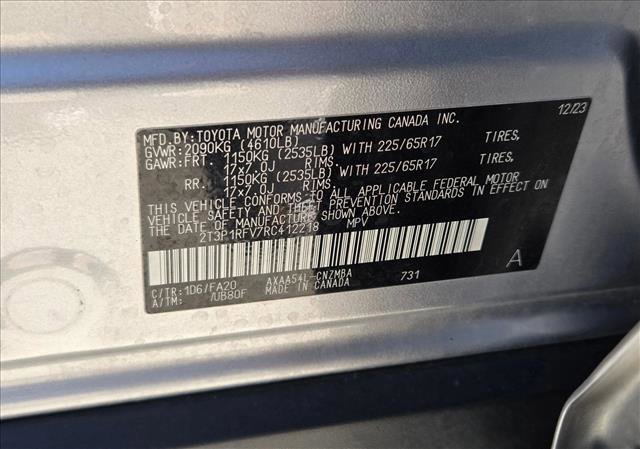 12/23
MFD.BY:TOYOTA MOTOR MANUFACTURING CANADA INC.
GVWR:2090KG (4610LB)
GAWR:FRT. 1150KG (2535LB) WITH 225/65R17 TIRES,
17X7.0J RIMS.
RR. 1150KG (2535LB) WITH 225/65R17 TIRES,
17X7.0J RIMS.
THIS VEHICLE CONFORMS TO ALL APPLICABLE FEDERAL MOTOR
VEHICLE SAFETY AND THEFT PREVENTION STANDARDS IN EFFECT ON
THE DATE OF MANUFACTURE SHOWN ABOVE.
2T3P1RFV7RC412218 MPV
C/TR:1D6/FA20 AXAA54L-CNZMBA 731 A
A/TM: /UB80F MADE IN CANADA